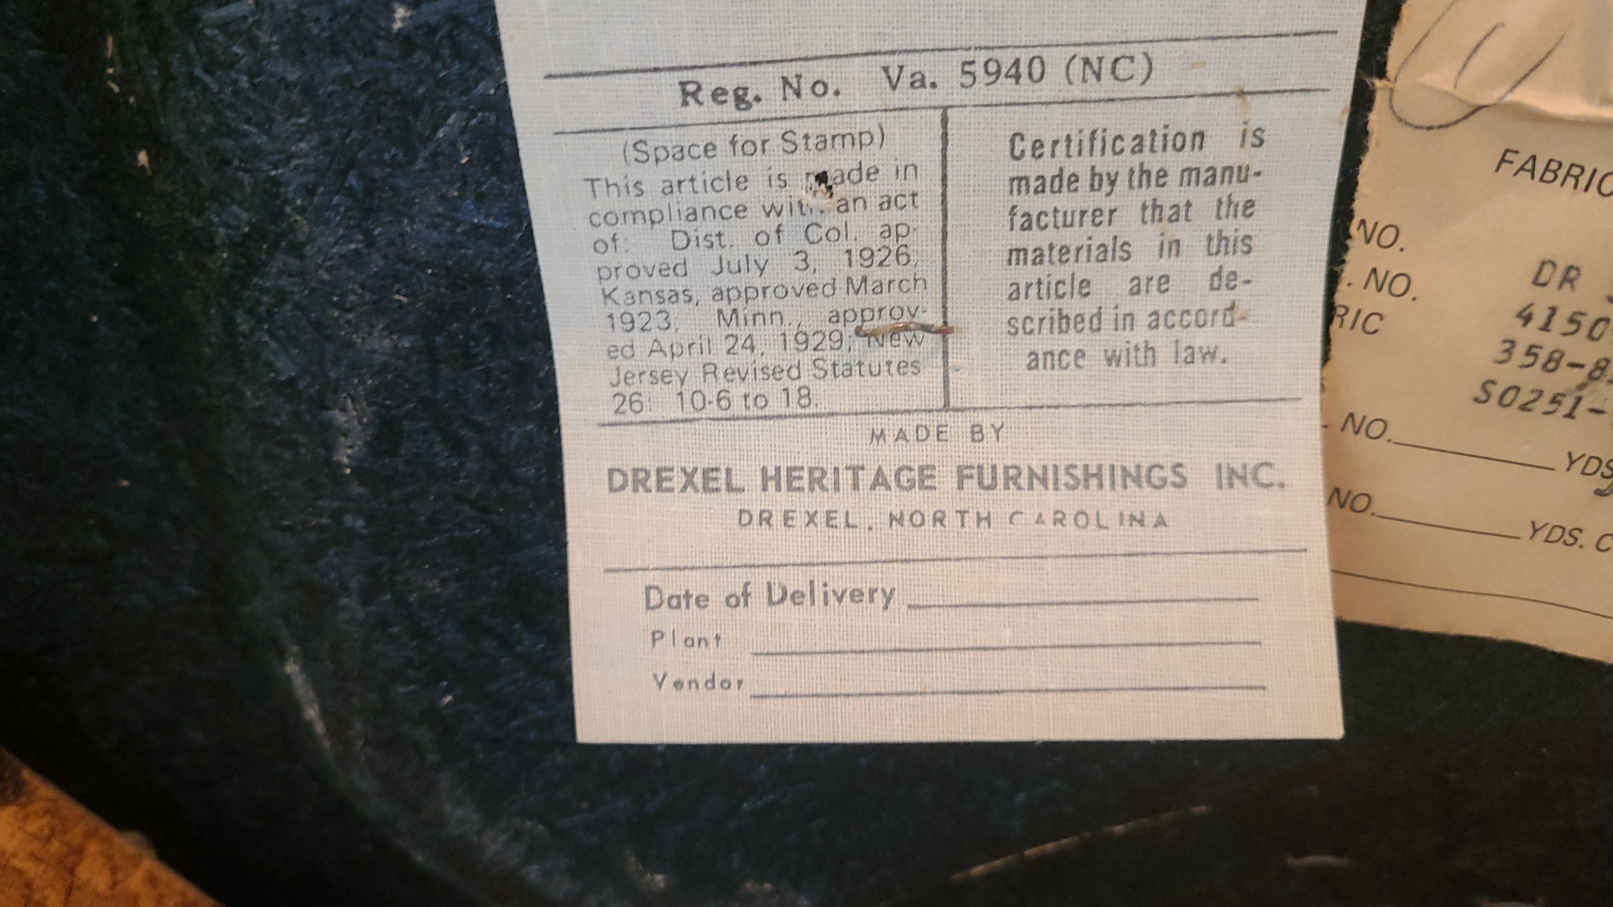 Reg. No. Va. 5940 (NC)
(Space for Stamp)
This article is made in
compliance with an act
of: Dist. of Col. ap-
proved July 3, 1926,
Kansas, approved March
1923, Minn., approv-
ed April 24, 1929, New
Jersey Revised Statutes
26: 10-6 to 18.
Certification is
made by the manu-
facturer that the
materials in this
article are de-
scribed in accord-
ance with law.
MADE BY
DREXEL HERITAGE FURNISHINGS INC.
DREXEL, NORTH CAROLINA
Date of Delivery
Plant
Vendor
FABRIC
NO.
DR
. NO.
4150
RIC
358-8
S0251-
NO. YDS
NO. YDS. C